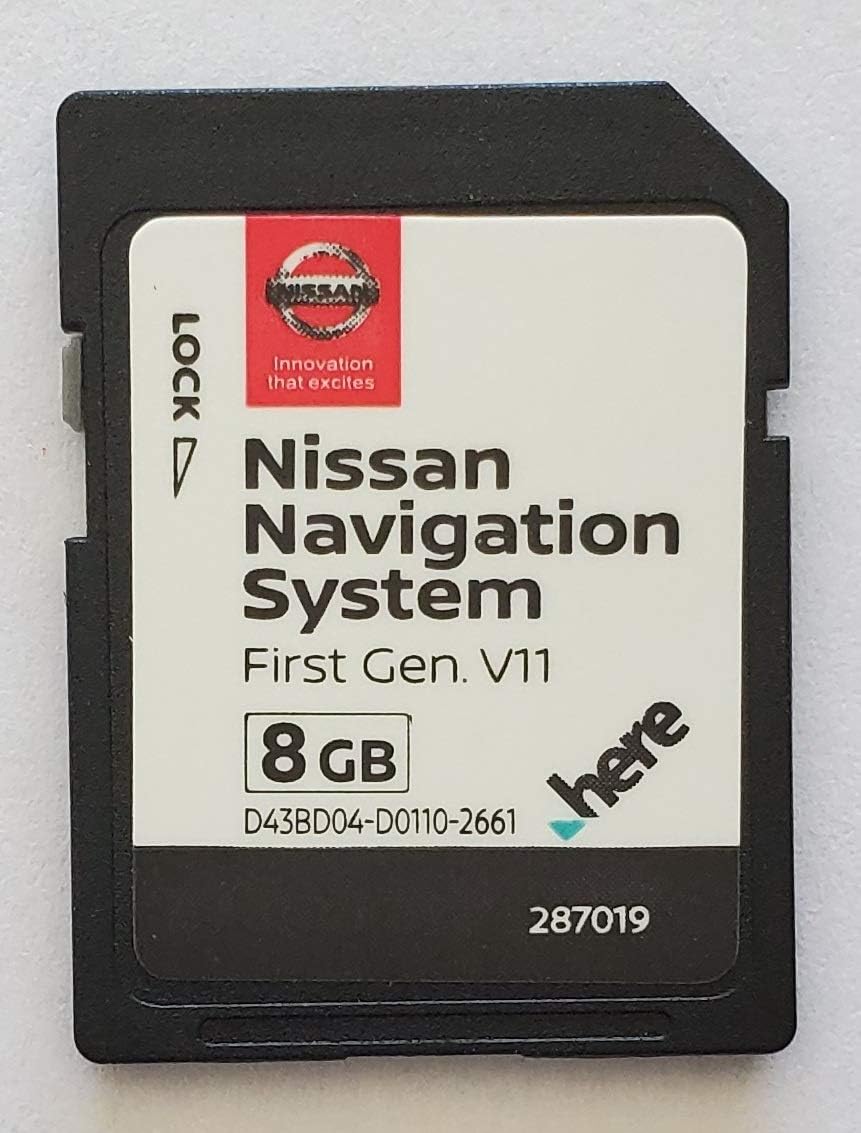 NISSAN
Innovation
that excites
LOCK
Nissan
Navigation
System
First Gen. V11
8 GB
D43BD04-D0110-2661
here
287019